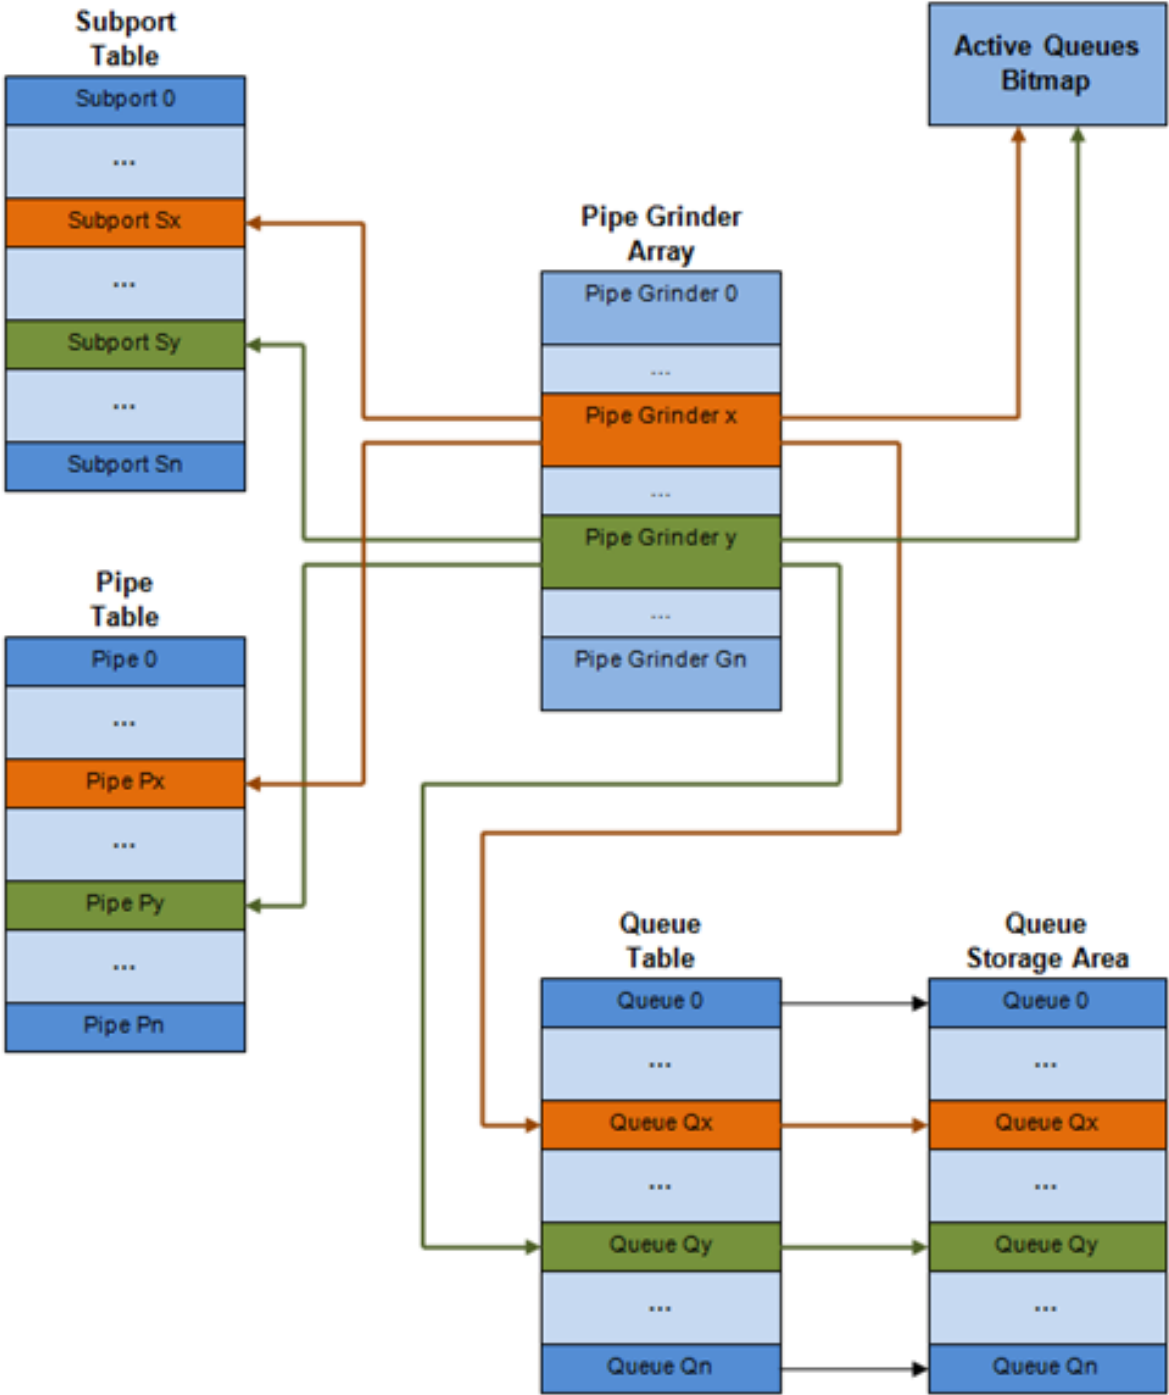 Subport
Table
Subport 0
...
Subport Sx
...
Subport Sy
...
Subport Sn
Active Queues
Bitmap
Pipe Grinder
Array
Pipe Grinder 0
...
Pipe Grinder x
...
Pipe Grinder y
...
Pipe Grinder Gn
Pipe
Table
Pipe 0
...
Pipe Px
...
Pipe Py
...
Pipe Pn
Queue
Table
Queue 0
...
Queue Qx
...
Queue Qy
...
Queue Qn
Queue
Storage Area
Queue 0
...
Queue Qx
...
Queue Qy
...
Queue Qn